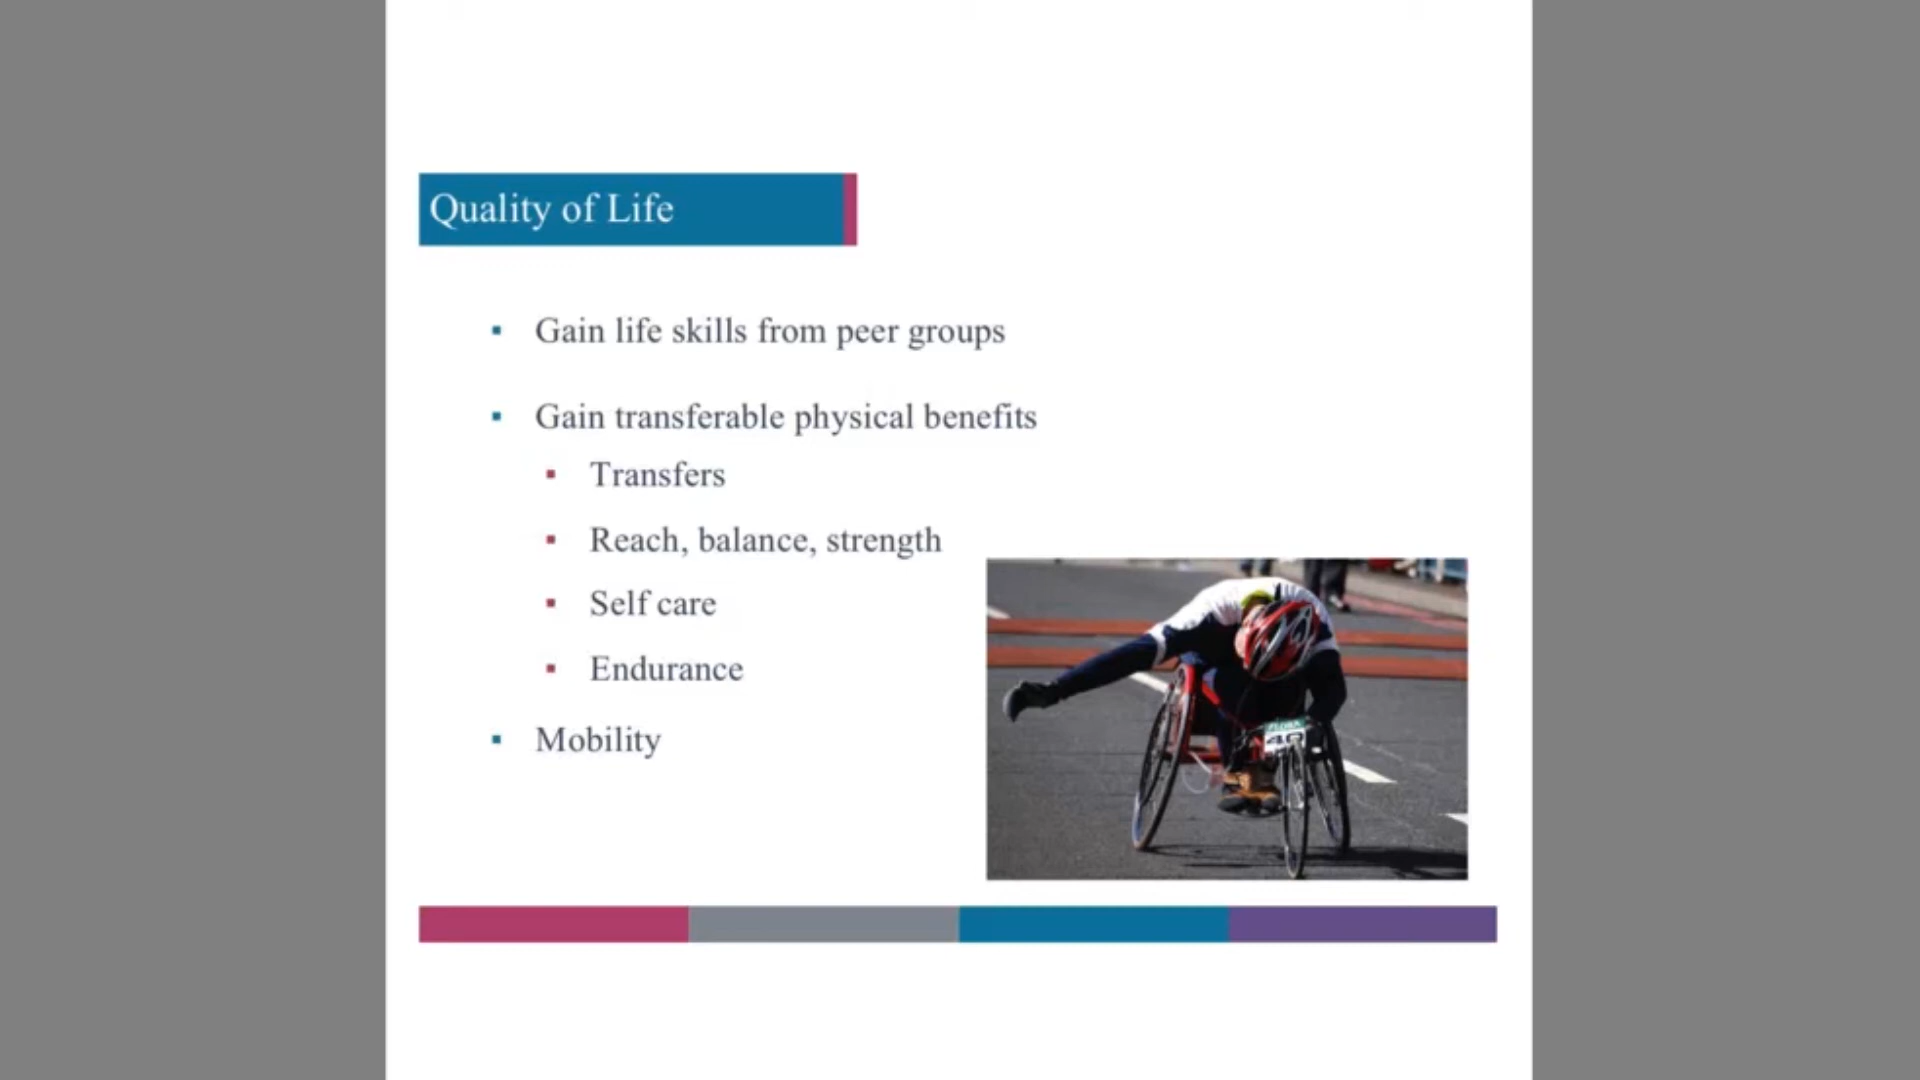 Quality of Life
Gain life skills from peer groups
Gain transferable physical benefits
Transfers
Reach, balance, strength
Self care
Endurance
Mobility